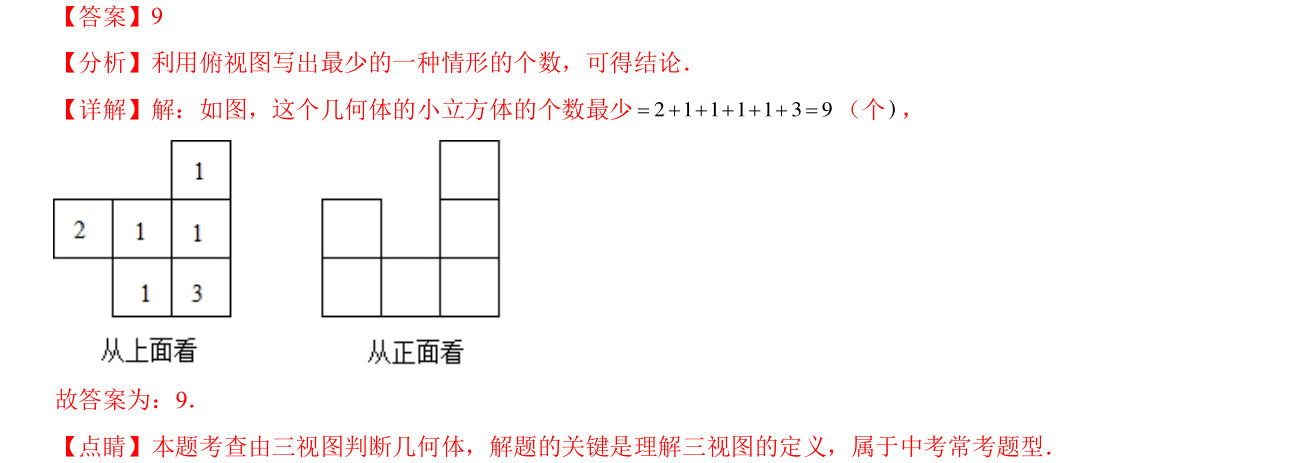 【答案】9
【分析】利用俯视图写出最少的一种情形的个数，可得结论．
【详解】解：如图，这个几何体的小立方体的个数最少=2+1+1+1+1+3=9（个），
1
2 1 1
1 3
从上面看 从正面看
故答案为：9．
【点睛】本题考查由三视图判断几何体，解题的关键是理解三视图的定义，属于中考常考题型．